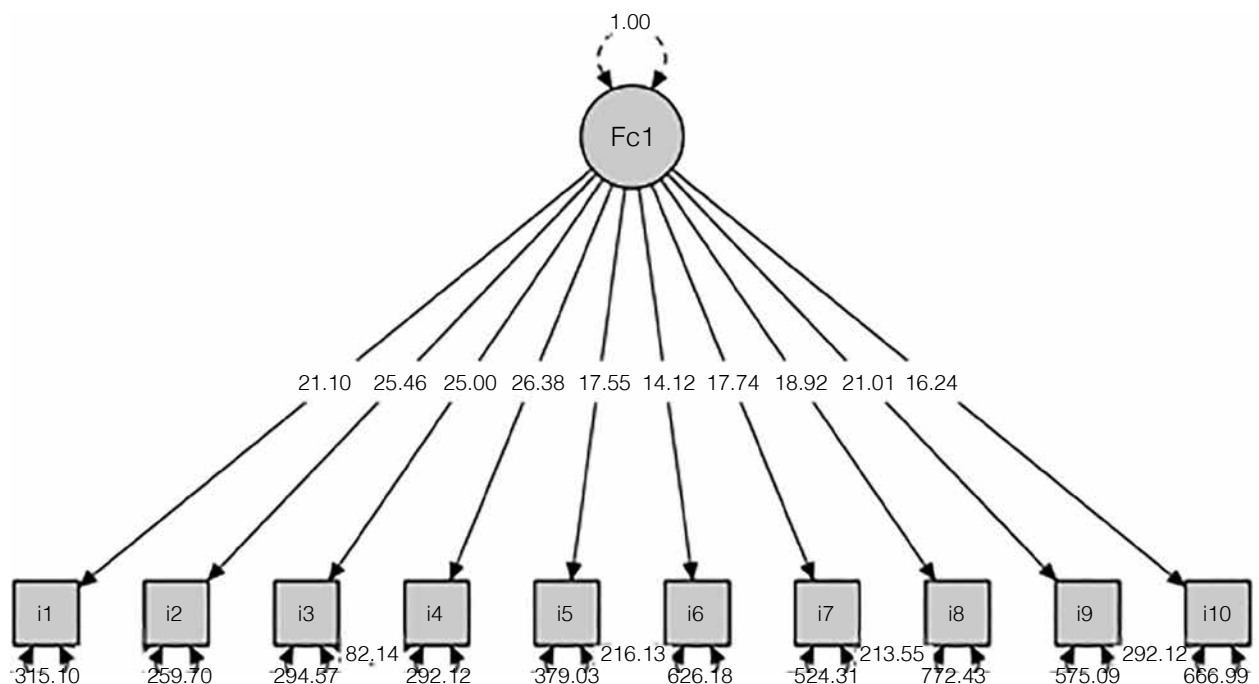 1.00
Fc1
21.10 25.46 25.00 26.38 17.55 14.12 17.74 18.92 21.01 16.24
i1 i2 i3 i4 i5 i6 i7 i8 i9 i10
82.14 216.13 213.55 292.12
315.10 259.70 294.57 292.12 379.03 626.18 524.31 772.43 575.09 666.99